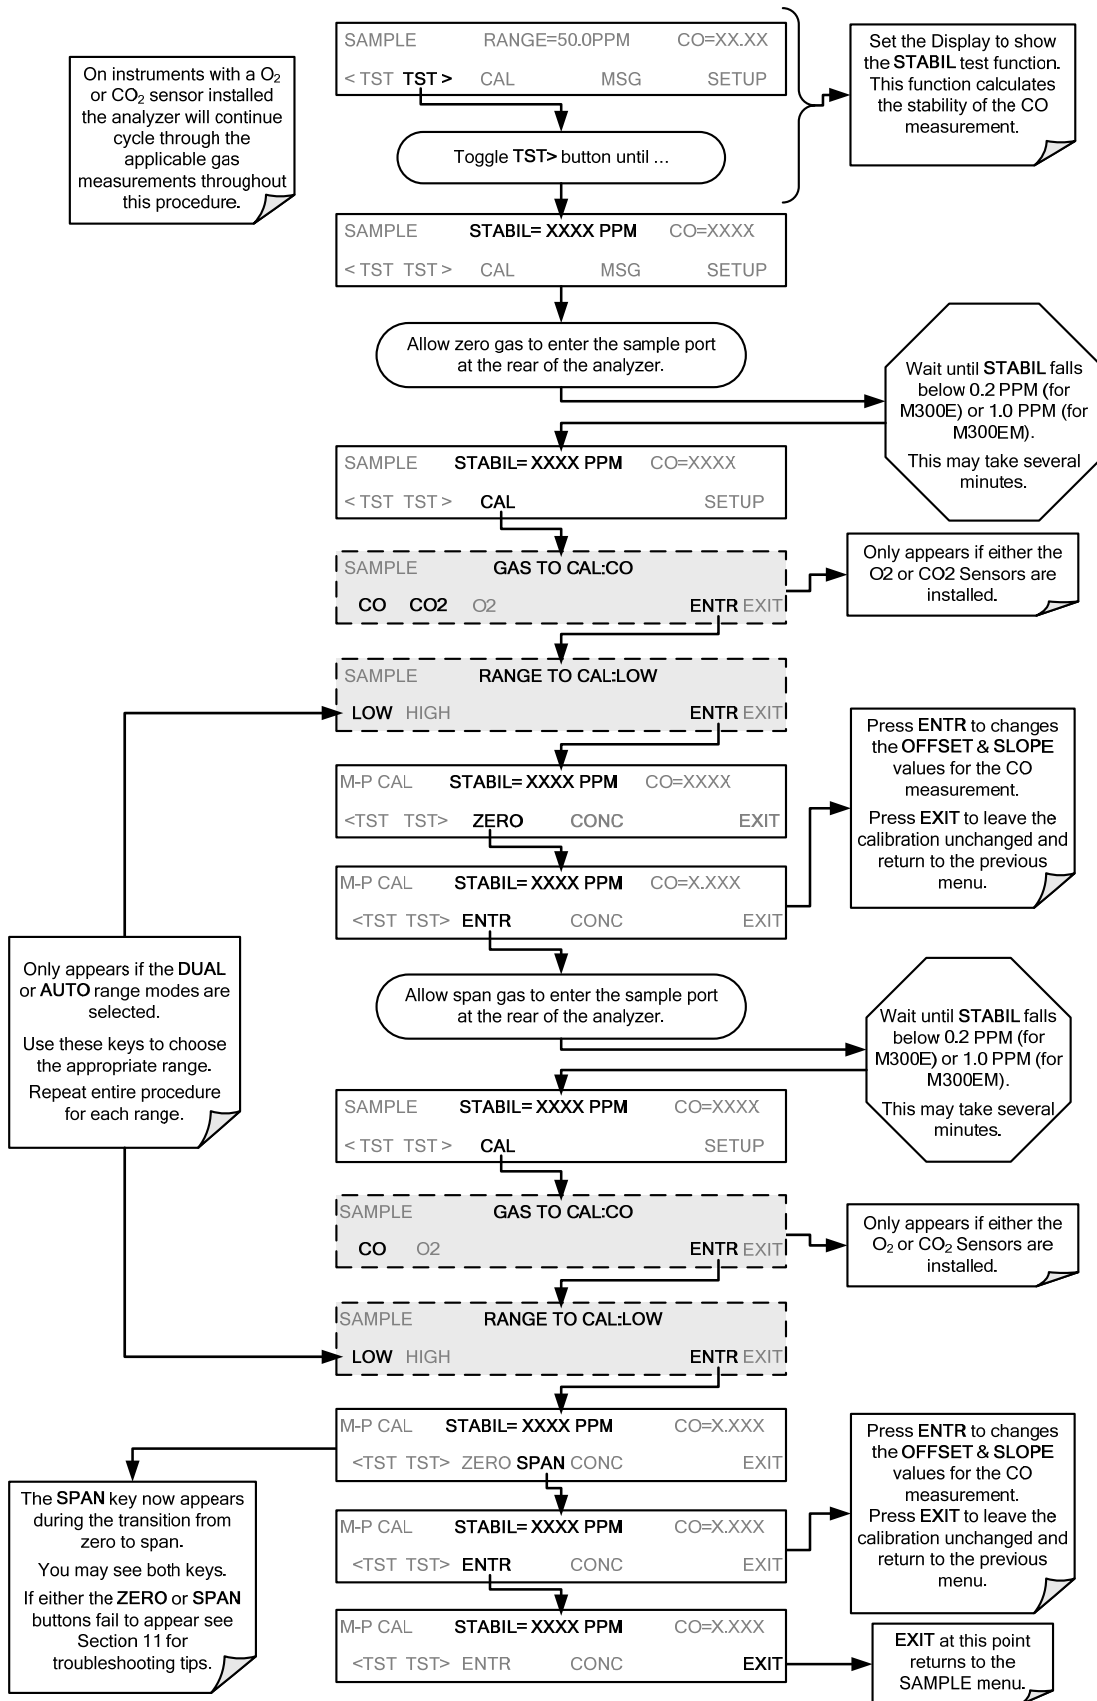 SAMPLE RANGE=50.0PPM CO=XX.XX
< TST TST > CAL MSG SETUP
Set the Display to show
the STABIL test function.
This function calculates
the stability of the CO
measurement.
On instruments with a O2
or CO2 sensor installed
the analyzer will continue
cycle through the
applicable gas
measurements throughout
this procedure.
Toggle TST> button until ...
SAMPLE STABIL= XXXX PPM CO=XXXX
< TST TST > CAL MSG SETUP
Allow zero gas to enter the sample port
at the rear of the analyzer.
Wait until STABIL falls
below 0.2 PPM (for
M300E) or 1.0 PPM (for
M300EM).
This may take several
minutes.
SAMPLE STABIL= XXXX PPM CO=XXXX
< TST TST > CAL SETUP
SAMPLE GAS TO CAL:CO
CO CO2 O2 ENTR EXIT
Only appears if either the
O2 or CO2 Sensors are
installed.
SAMPLE RANGE TO CAL:LOW
LOW HIGH ENTR EXIT
M-P CAL STABIL= XXXX PPM CO=XXXX
<TST TST> ZERO CONC EXIT
Press ENTR to changes
the OFFSET & SLOPE
values for the CO
measurement.
Press EXIT to leave the
calibration unchanged and
return to the previous
menu.
M-P CAL STABIL= XXXX PPM CO=X.XXX
<TST TST> ENTR CONC EXIT
Only appears if the DUAL
or AUTO range modes are
selected.
Use these keys to choose
the appropriate range.
Repeat entire procedure
for each range.
Allow span gas to enter the sample port
at the rear of the analyzer.
Wait until STABIL falls
below 0.2 PPM (for
M300E) or 1.0 PPM (for
M300EM).
This may take several
minutes.
SAMPLE STABIL= XXXX PPM CO=XXXX
< TST TST > CAL SETUP
SAMPLE GAS TO CAL:CO
CO O2 ENTR EXIT
Only appears if either the
O2 or CO2 Sensors are
installed.
SAMPLE RANGE TO CAL:LOW
LOW HIGH ENTR EXIT
M-P CAL STABIL= XXXX PPM CO=X.XXX
<TST TST> ZERO SPAN CONC EXIT
The SPAN key now appears
during the transition from
zero to span.
You may see both keys.
If either the ZERO or SPAN
buttons fail to appear see
Section 11 for
troubleshooting tips.
M-P CAL STABIL= XXXX PPM CO=X.XXX
<TST TST> ENTR CONC EXIT
Press ENTR to changes
the OFFSET & SLOPE
values for the CO
measurement.
Press EXIT to leave the
calibration unchanged and
return to the previous
menu.
M-P CAL STABIL= XXXX PPM CO=X.XXX
<TST TST> ENTR CONC EXIT
EXIT at this point
returns to the
SAMPLE menu.